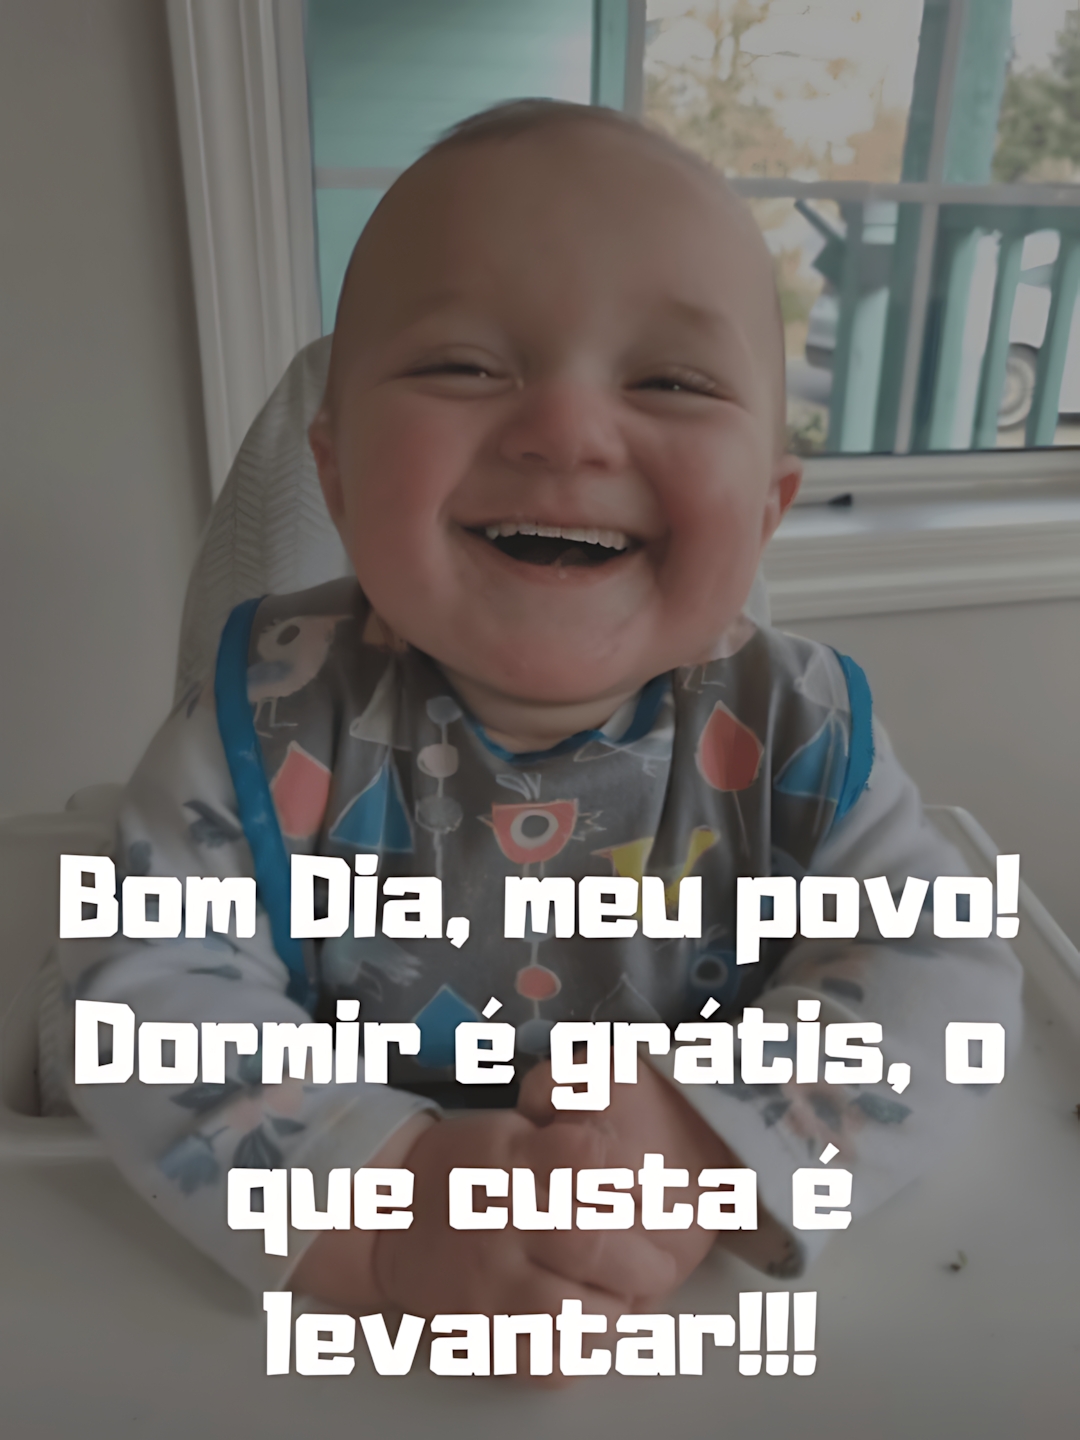 Bom Dia, meu povo!
Dormir é grátis, o
que custa é
levantar!!!